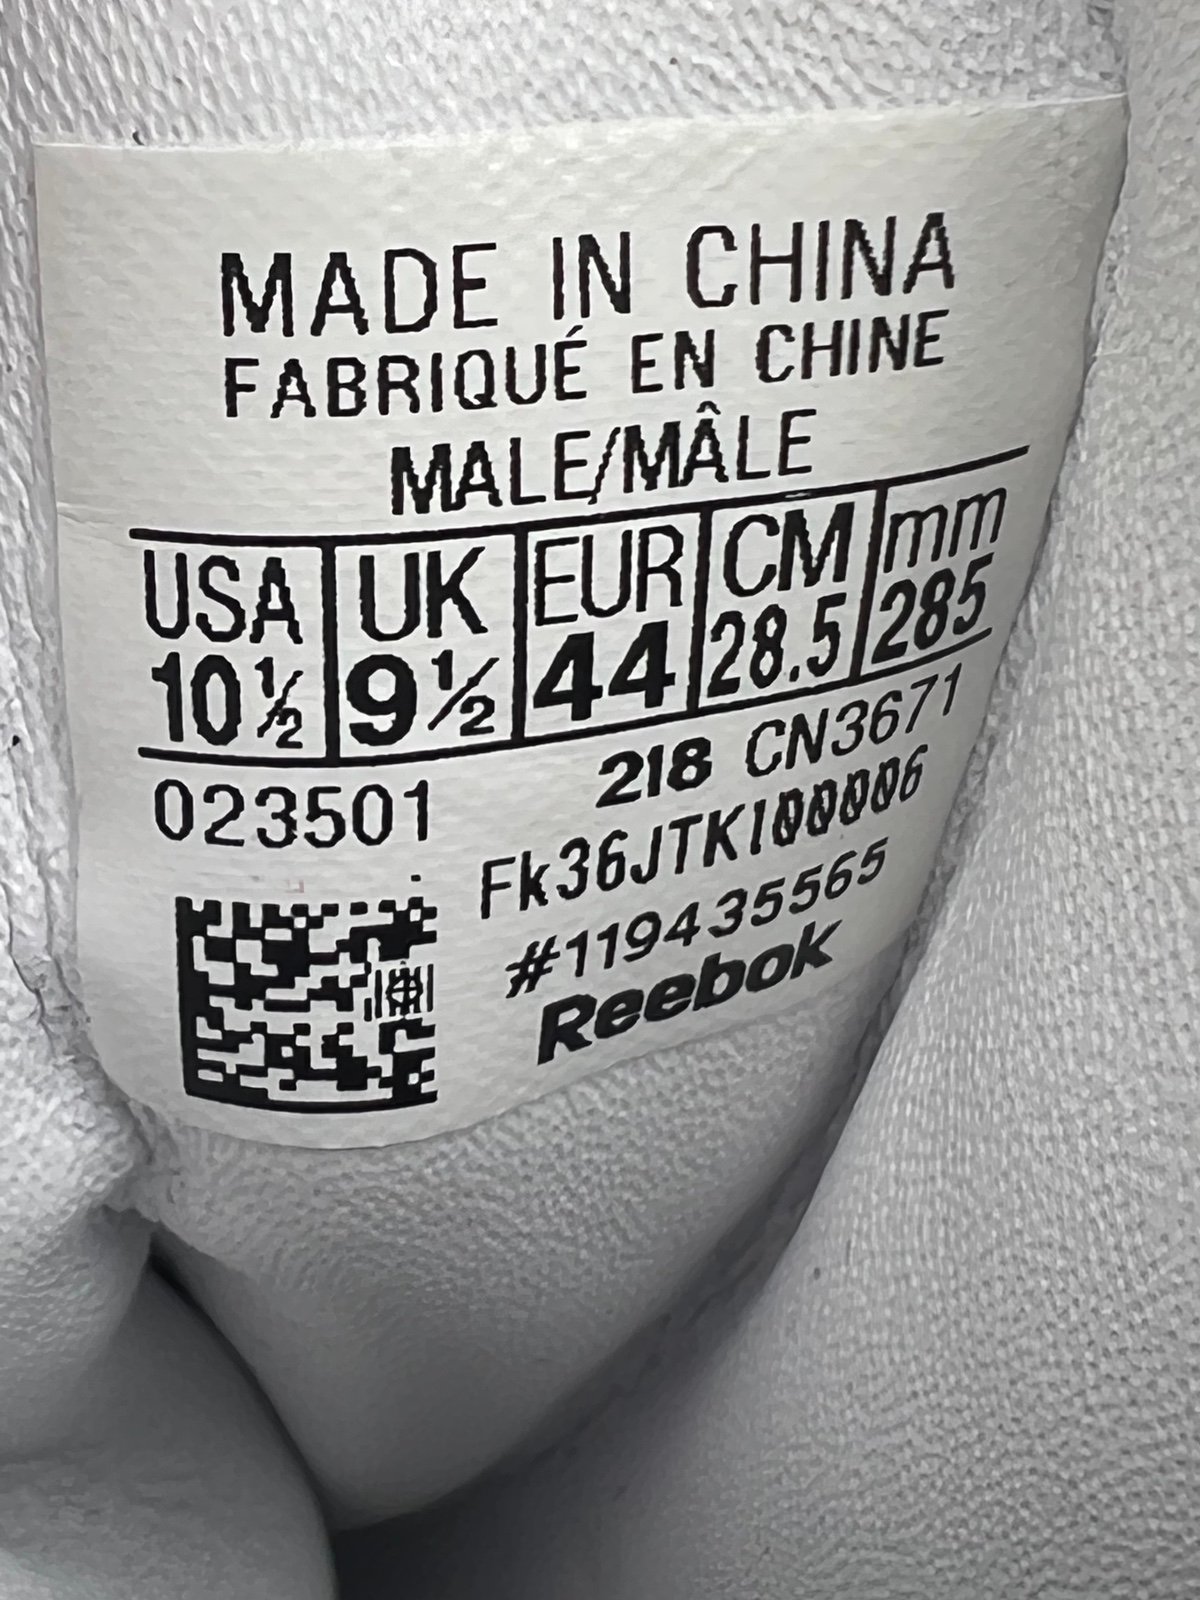 MADE IN CHINA
FABRIQUÉ EN CHINE
MALE/MÂLE
USA UK EUR CM mm
10½ 9½ 44 28.5 285
023501 218 CN3671
Fk36JTK100006
#119435565
Reebok